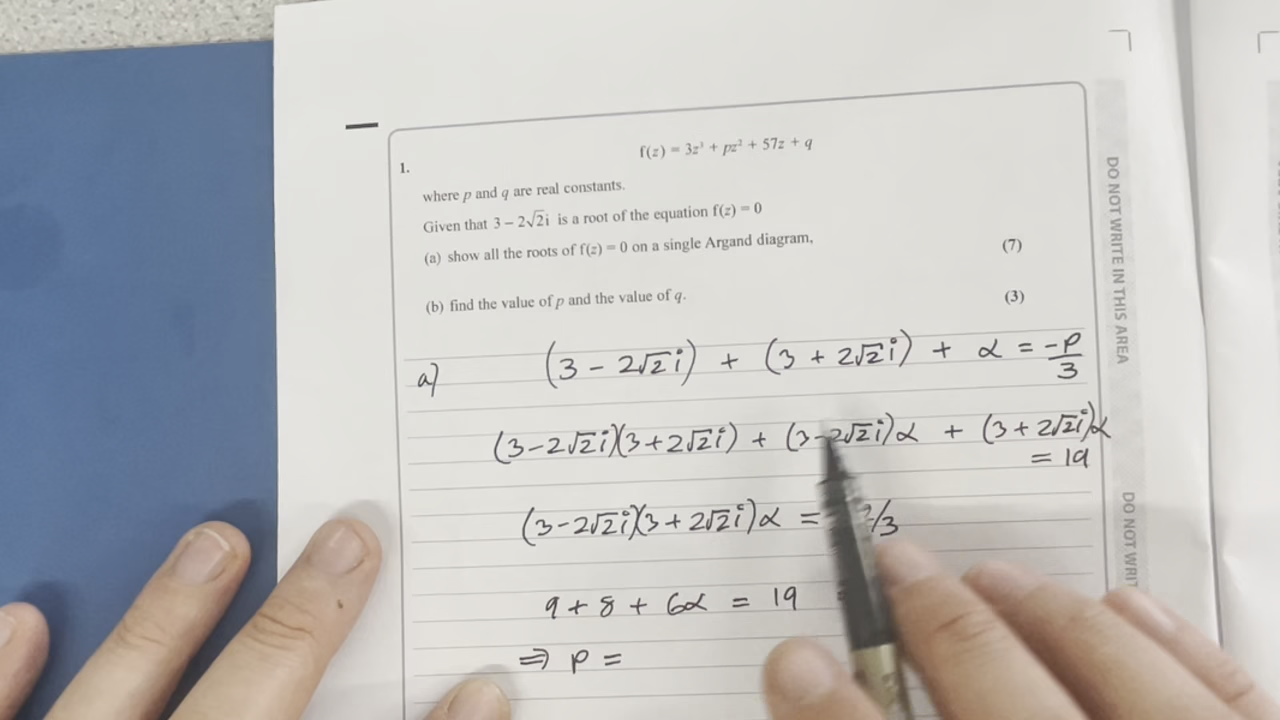 f(z) = 3z³ + pz² + 57z + q
1.
where p and q are real constants.
Given that 3 – 2√2i is a root of the equation f(z) = 0
(a) show all the roots of f(z) = 0 on a single Argand diagram,
(7)
(b) find the value of p and the value of q.
(3)
a) (3 - 2√2i) + (3 + 2√2i) + α = -p/3
(3-2√2i)(3+2√2i) + (3-2√2i)α + (3+2√2i)α
= 19
(3-2√2i)(3+2√2i)α =
9 + 8 + 6α = 19
⇒ p =
DO NOT WRITE IN THIS AREA
DO NOT